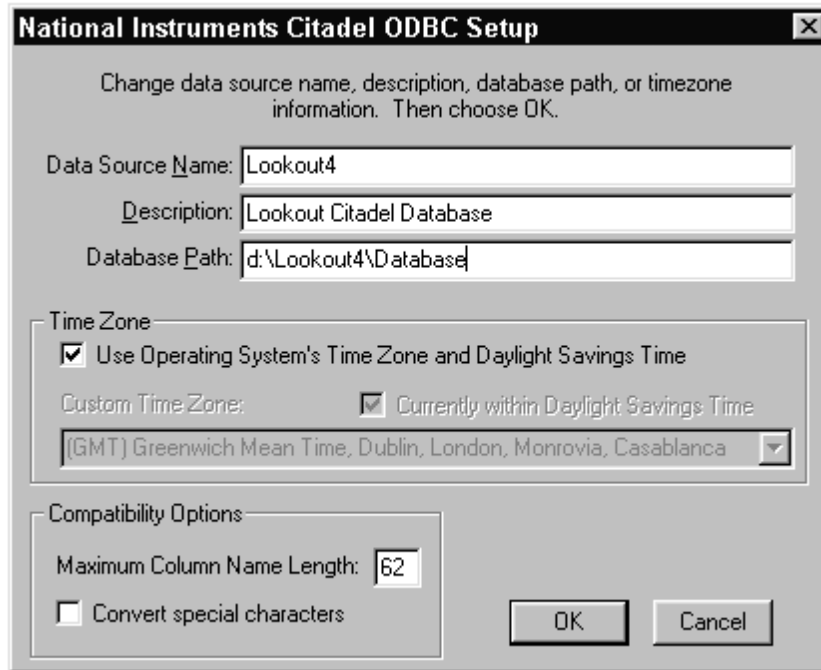 National Instruments Citadel ODBC Setup
Change data source name, description, database path, or timezone
information. Then choose OK.
Data Source Name: Lookout4
Description: Lookout Citadel Database
Database Path: d:\Lookout4\Database
Time Zone
Use Operating System's Time Zone and Daylight Savings Time
Custom Time Zone: Currently within Daylight Savings Time
(GMT) Greenwich Mean Time, Dublin, London, Monrovia, Casablanca
Compatibility Options
Maximum Column Name Length: 62
Convert special characters
OK Cancel